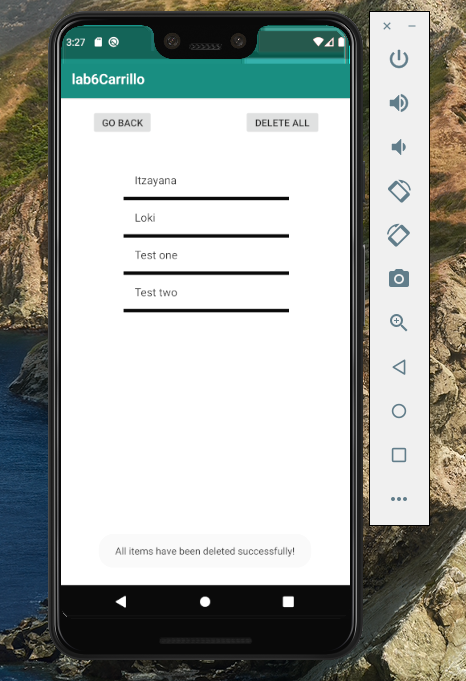 3:27
lab6Carrillo
GO BACK
DELETE ALL
Itzayana
Loki
Test one
Test two
All items have been deleted successfully!